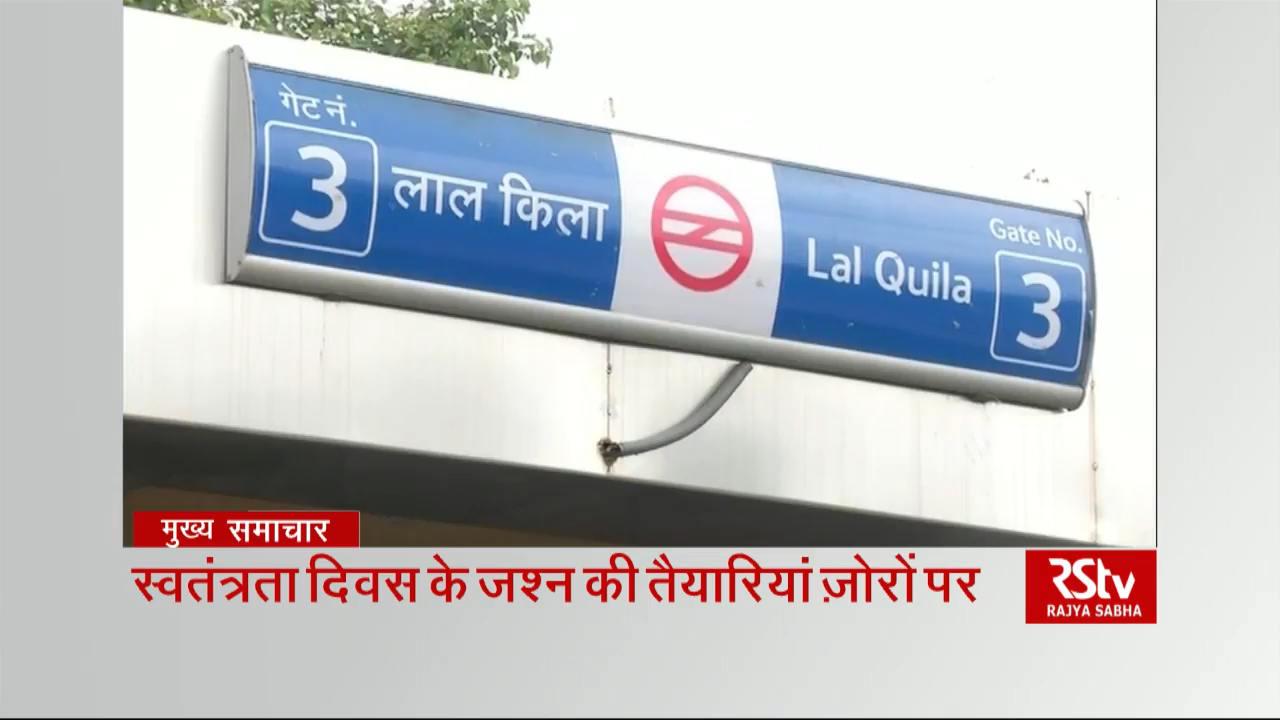 गेट नं.
3
लाल किला
Lal Quila
Gate No.
3
मुख्य समाचार
स्वतंत्रता दिवस के जश्न की तैयारियां ज़ोरों पर
RStv
RAJYA SABHA